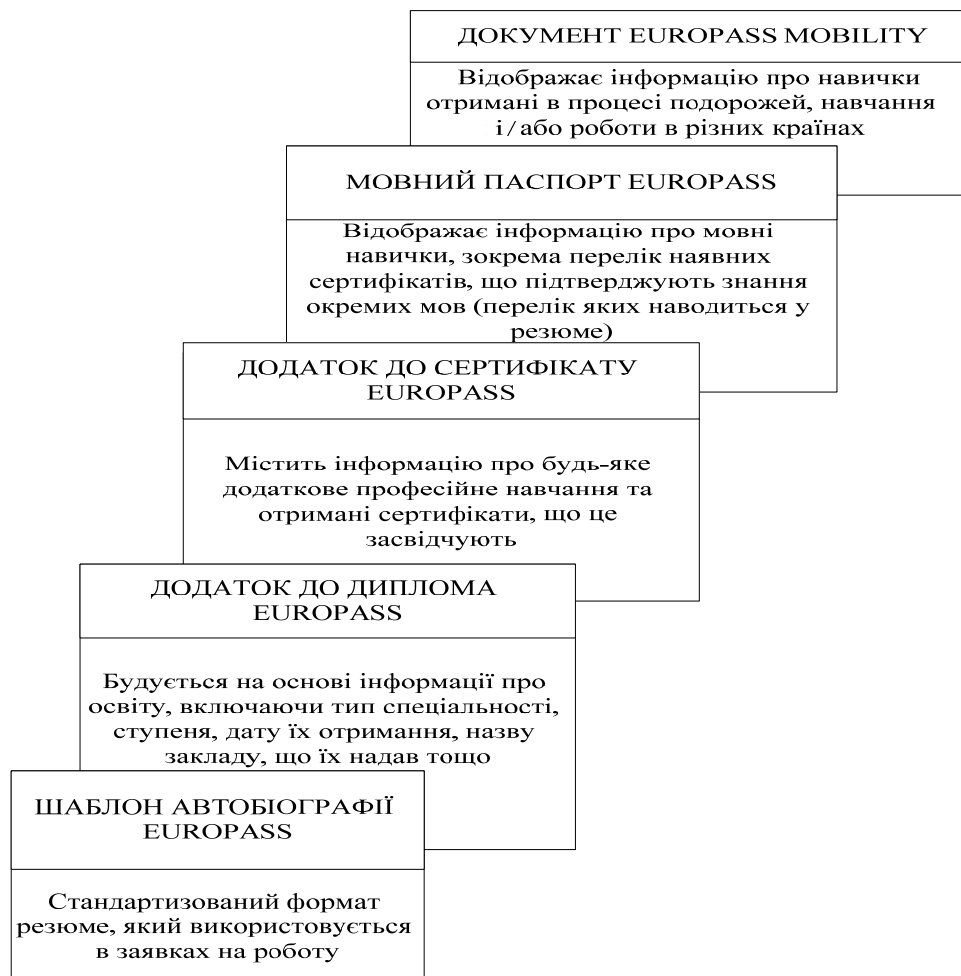 ДОКУМЕНТ EUROPASS MOBILITY
Відображає інформацію про навички
отримані в процесі подорожей, навчання
і/або роботи в різних країнах
МОВНИЙ ПАСПОРТ EUROPASS
Відображає інформацію про мовні
навички, зокрема перелік наявних
сертифікатів, що підтверджують знання
окремих мов (перелік яких наводиться у
резюме)
ДОДАТОК ДО СЕРТИФІКАТУ
EUROPASS
Містить інформацію про будь-яке
додаткове професійне навчання та
отримані сертифікати, що це
засвідчують
ДОДАТОК ДО ДИПЛОМА
EUROPASS
Будується на основі інформації про
освіту, включаючи тип спеціальності,
ступеня, дату їх отримання, назву
закладу, що їх надав тощо
ШАБЛОН АВТОБІОГРАФІЇ
EUROPASS
Стандартизований формат
резюме, який використовується
в заявках на роботу